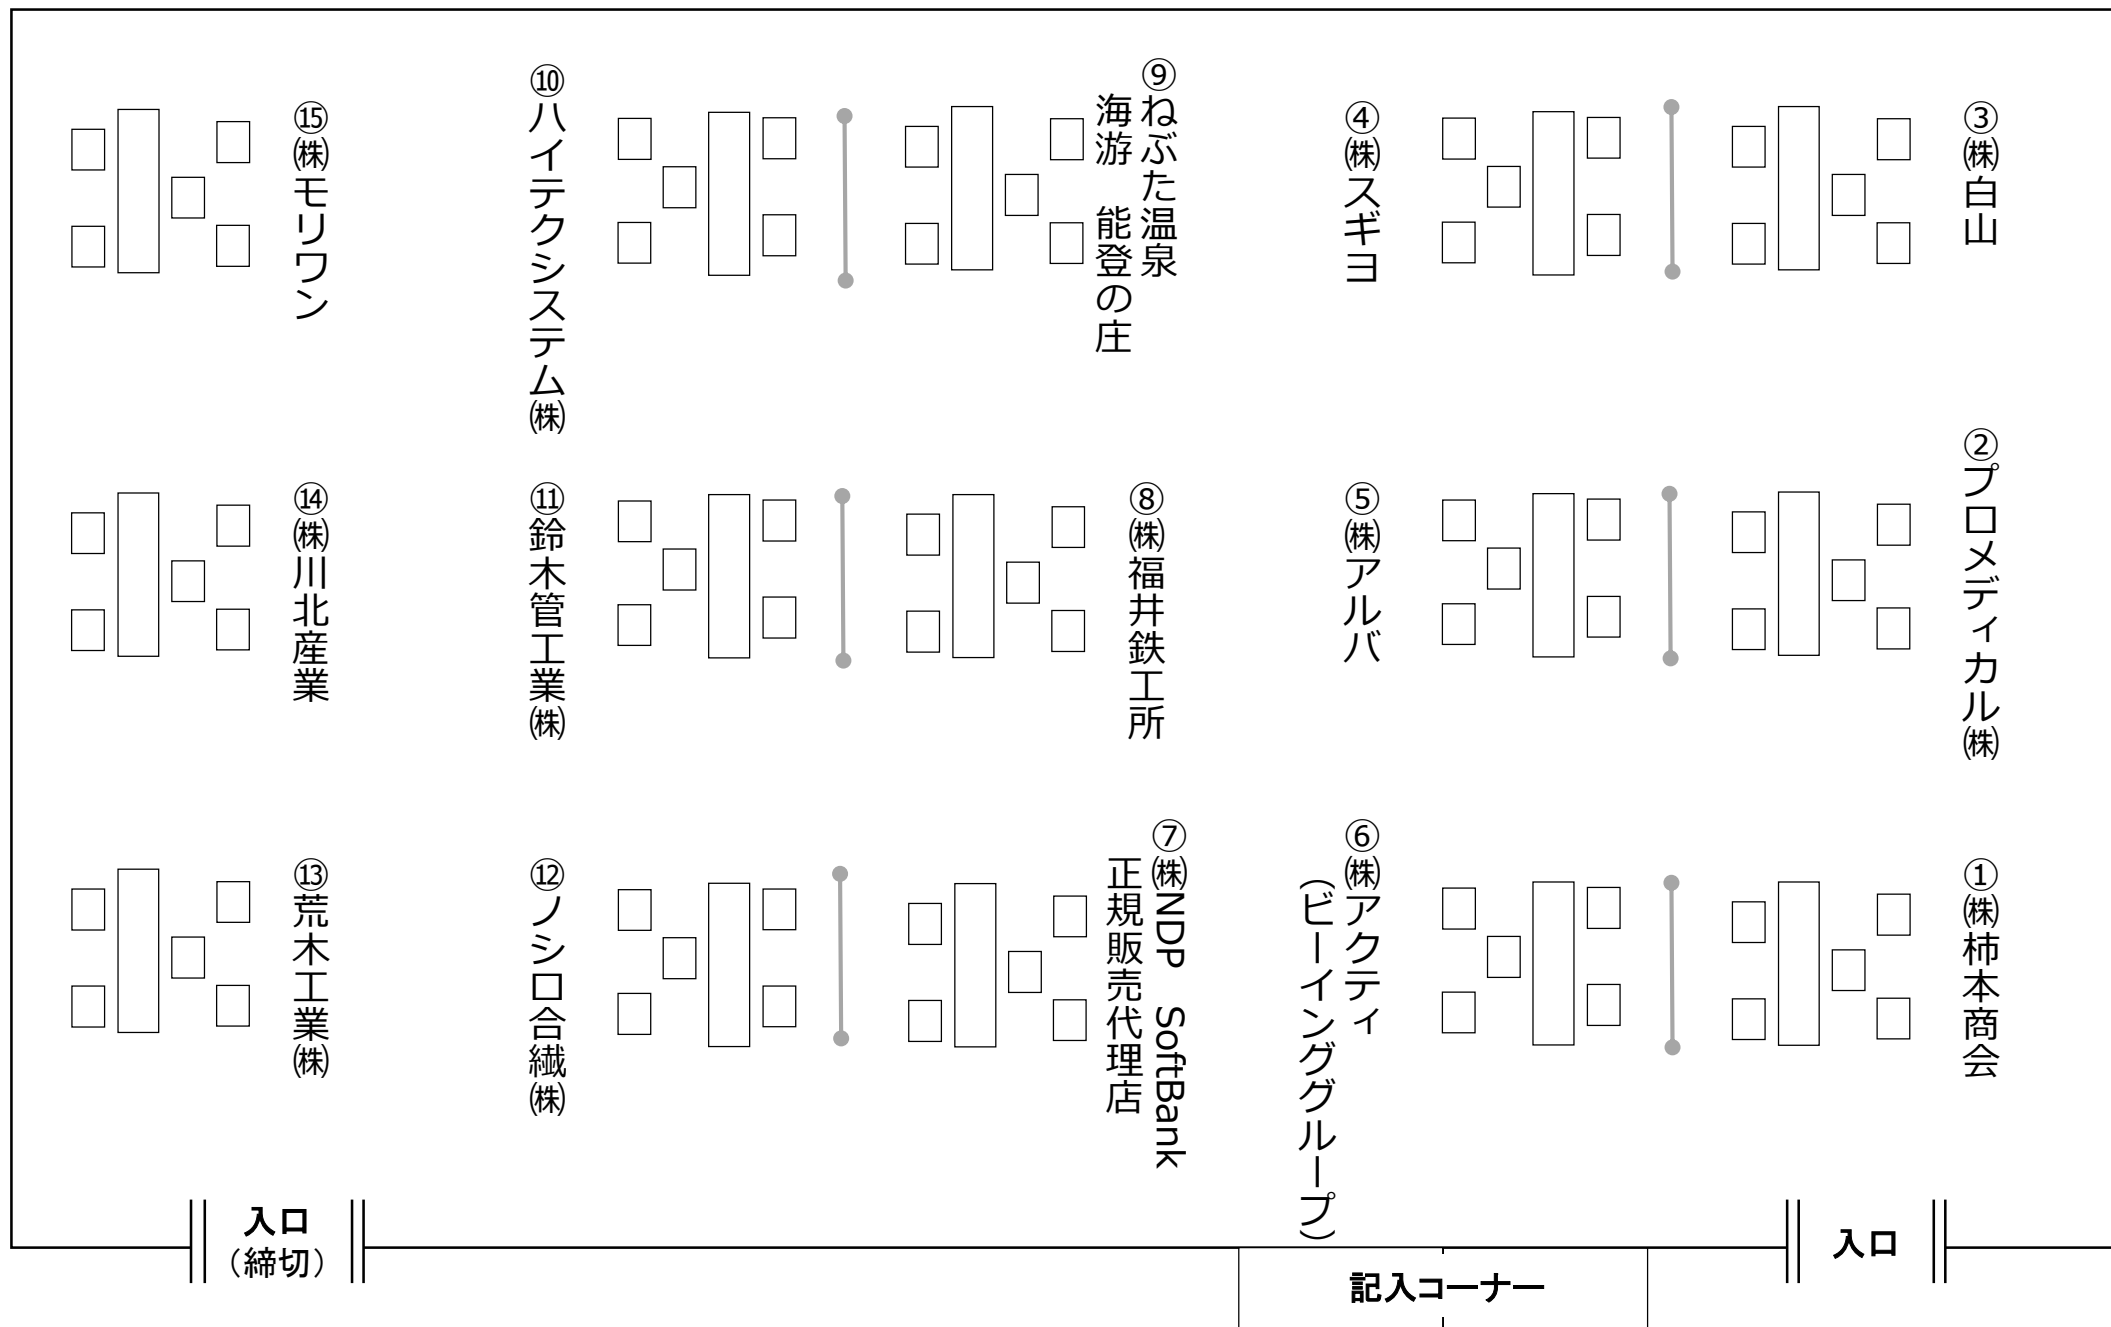 ③㈱白山
④㈱スギヨ
⑨ねぶた温泉
海游　能登の庄
⑩ハイテクシステム㈱
⑮㈱モリワン
②プロメディカル㈱
⑤㈱アルバ
⑧㈱福井鉄工所
⑪鈴木管工業㈱
⑭㈱川北産業
①㈱柿本商会
⑥㈱アクティ
(ビーインググループ)
⑦㈱NDP　SoftBank
正規販売代理店
⑫ノシロ合繊㈱
⑬荒木工業㈱
入口
（締切）
入口
記入コーナー